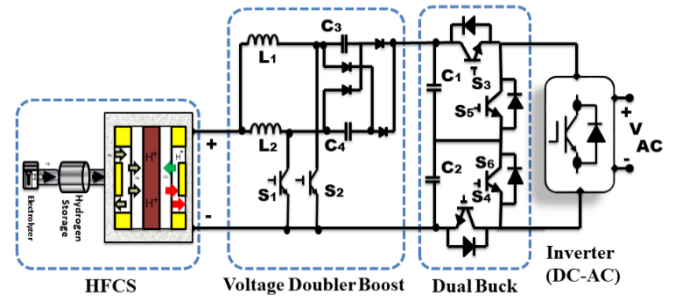 C₃
L₁
C₁
S₃
S₅
L₂
C₄
C₂
S₆
S₄
S₁
S₂
+
-
H⁺
H⁺
H⁺
Electrolyzer
Hydrogen
Storage
+
V
AC
-
Inverter
(DC-AC)
HFCS
Voltage Doubler Boost
Dual Buck